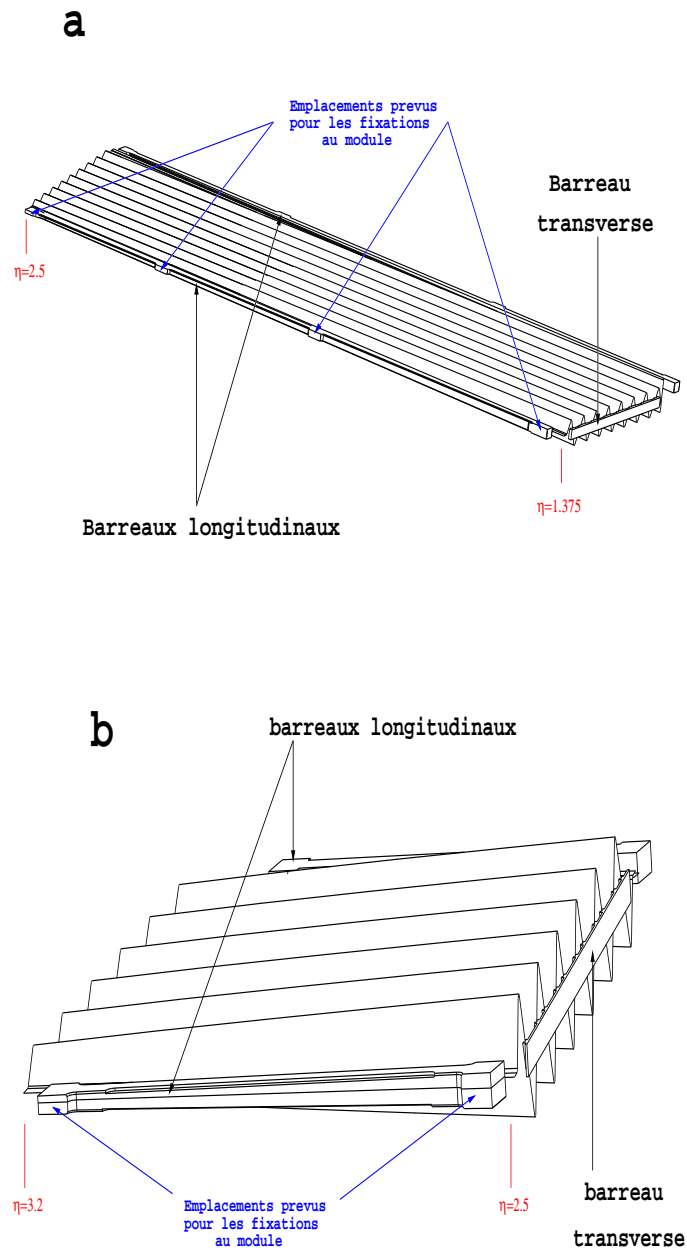 a
Emplacements prevus
pour les fixations
au module
Barreau
transverse
η=2.5
η=1.375
Barreaux longitudinaux
b
barreaux longitudinaux
η=3.2
η=2.5
Emplacements prevus
pour les fixations
au module
barreau
transverse